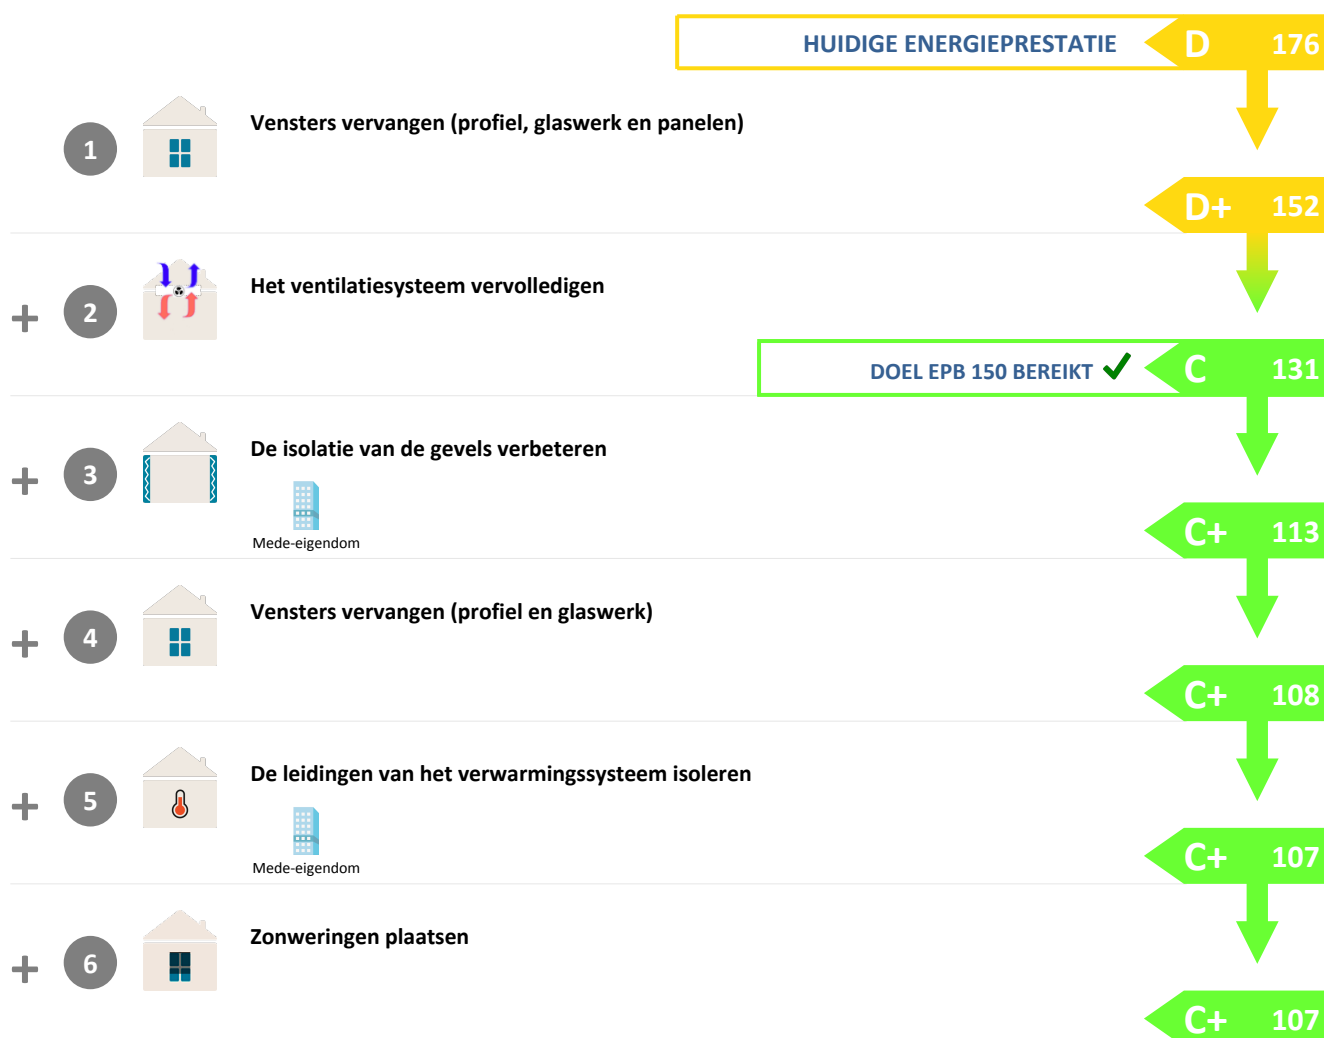 HUIDIGE ENERGIEPRESTATIE D 176
1 Vensters vervangen (profiel, glaswerk en panelen)
D+ 152
+ 2 Het ventilatiesysteem vervolledigen
DOEL EPB 150 BEREIKT ✓ C 131
+ 3 De isolatie van de gevels verbeteren
Mede-eigendom
C+ 113
+ 4 Vensters vervangen (profiel en glaswerk)
C+ 108
+ 5 De leidingen van het verwarmingssysteem isoleren
Mede-eigendom
C+ 107
+ 6 Zonweringen plaatsen
C+ 107